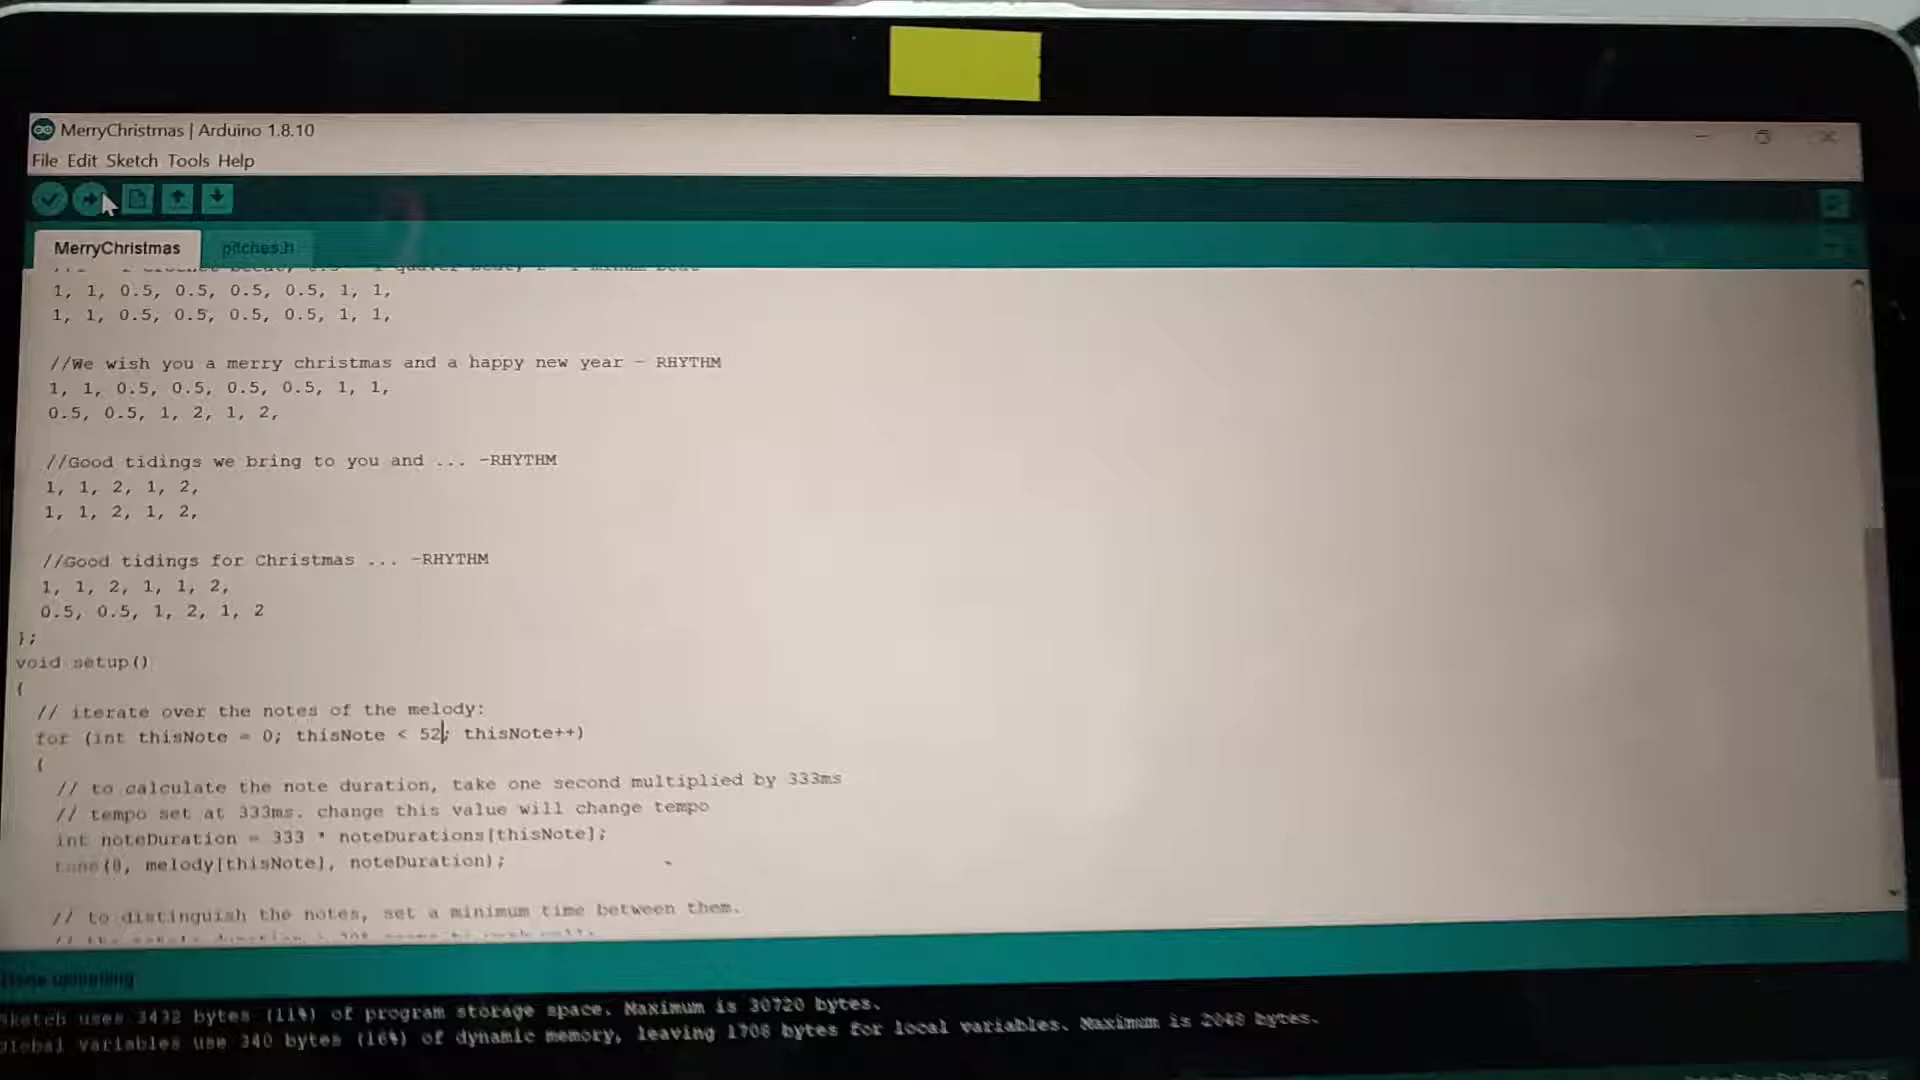 MerryChristmas | Arduino 1.8.10
File Edit Sketch Tools Help
MerryChristmas pitches.h
1, 1, 0.5, 0.5, 0.5, 0.5, 1, 1,
1, 1, 0.5, 0.5, 0.5, 0.5, 1, 1,
//We wish you a merry christmas and a happy new year - RHYTHM
1, 1, 0.5, 0.5, 0.5, 0.5, 1, 1,
0.5, 0.5, 1, 2, 1, 2,
//Good tidings we bring to you and ... -RHYTHM
1, 1, 2, 1, 2,
1, 1, 2, 1, 2,
//Good tidings for Christmas ... -RHYTHM
1, 1, 2, 1, 1, 2,
0.5, 0.5, 1, 2, 1, 2
};
void setup()
{
// iterate over the notes of the melody:
for (int thisNote = 0; thisNote < 52; thisNote++)
{
// to calculate the note duration, take one second multiplied by 333ms
// tempo set at 333ms. change this value will change tempo
int noteDuration = 333 * noteDurations[thisNote];
tone(8, melody[thisNote], noteDuration);
// to distinguish the notes, set a minimum time between them.
Done uploading
Sketch uses 3432 bytes (11%) of program storage space. Maximum is 30720 bytes.
Global variables use 340 bytes (16%) of dynamic memory, leaving 1708 bytes for local variables. Maximum is 2048 bytes.